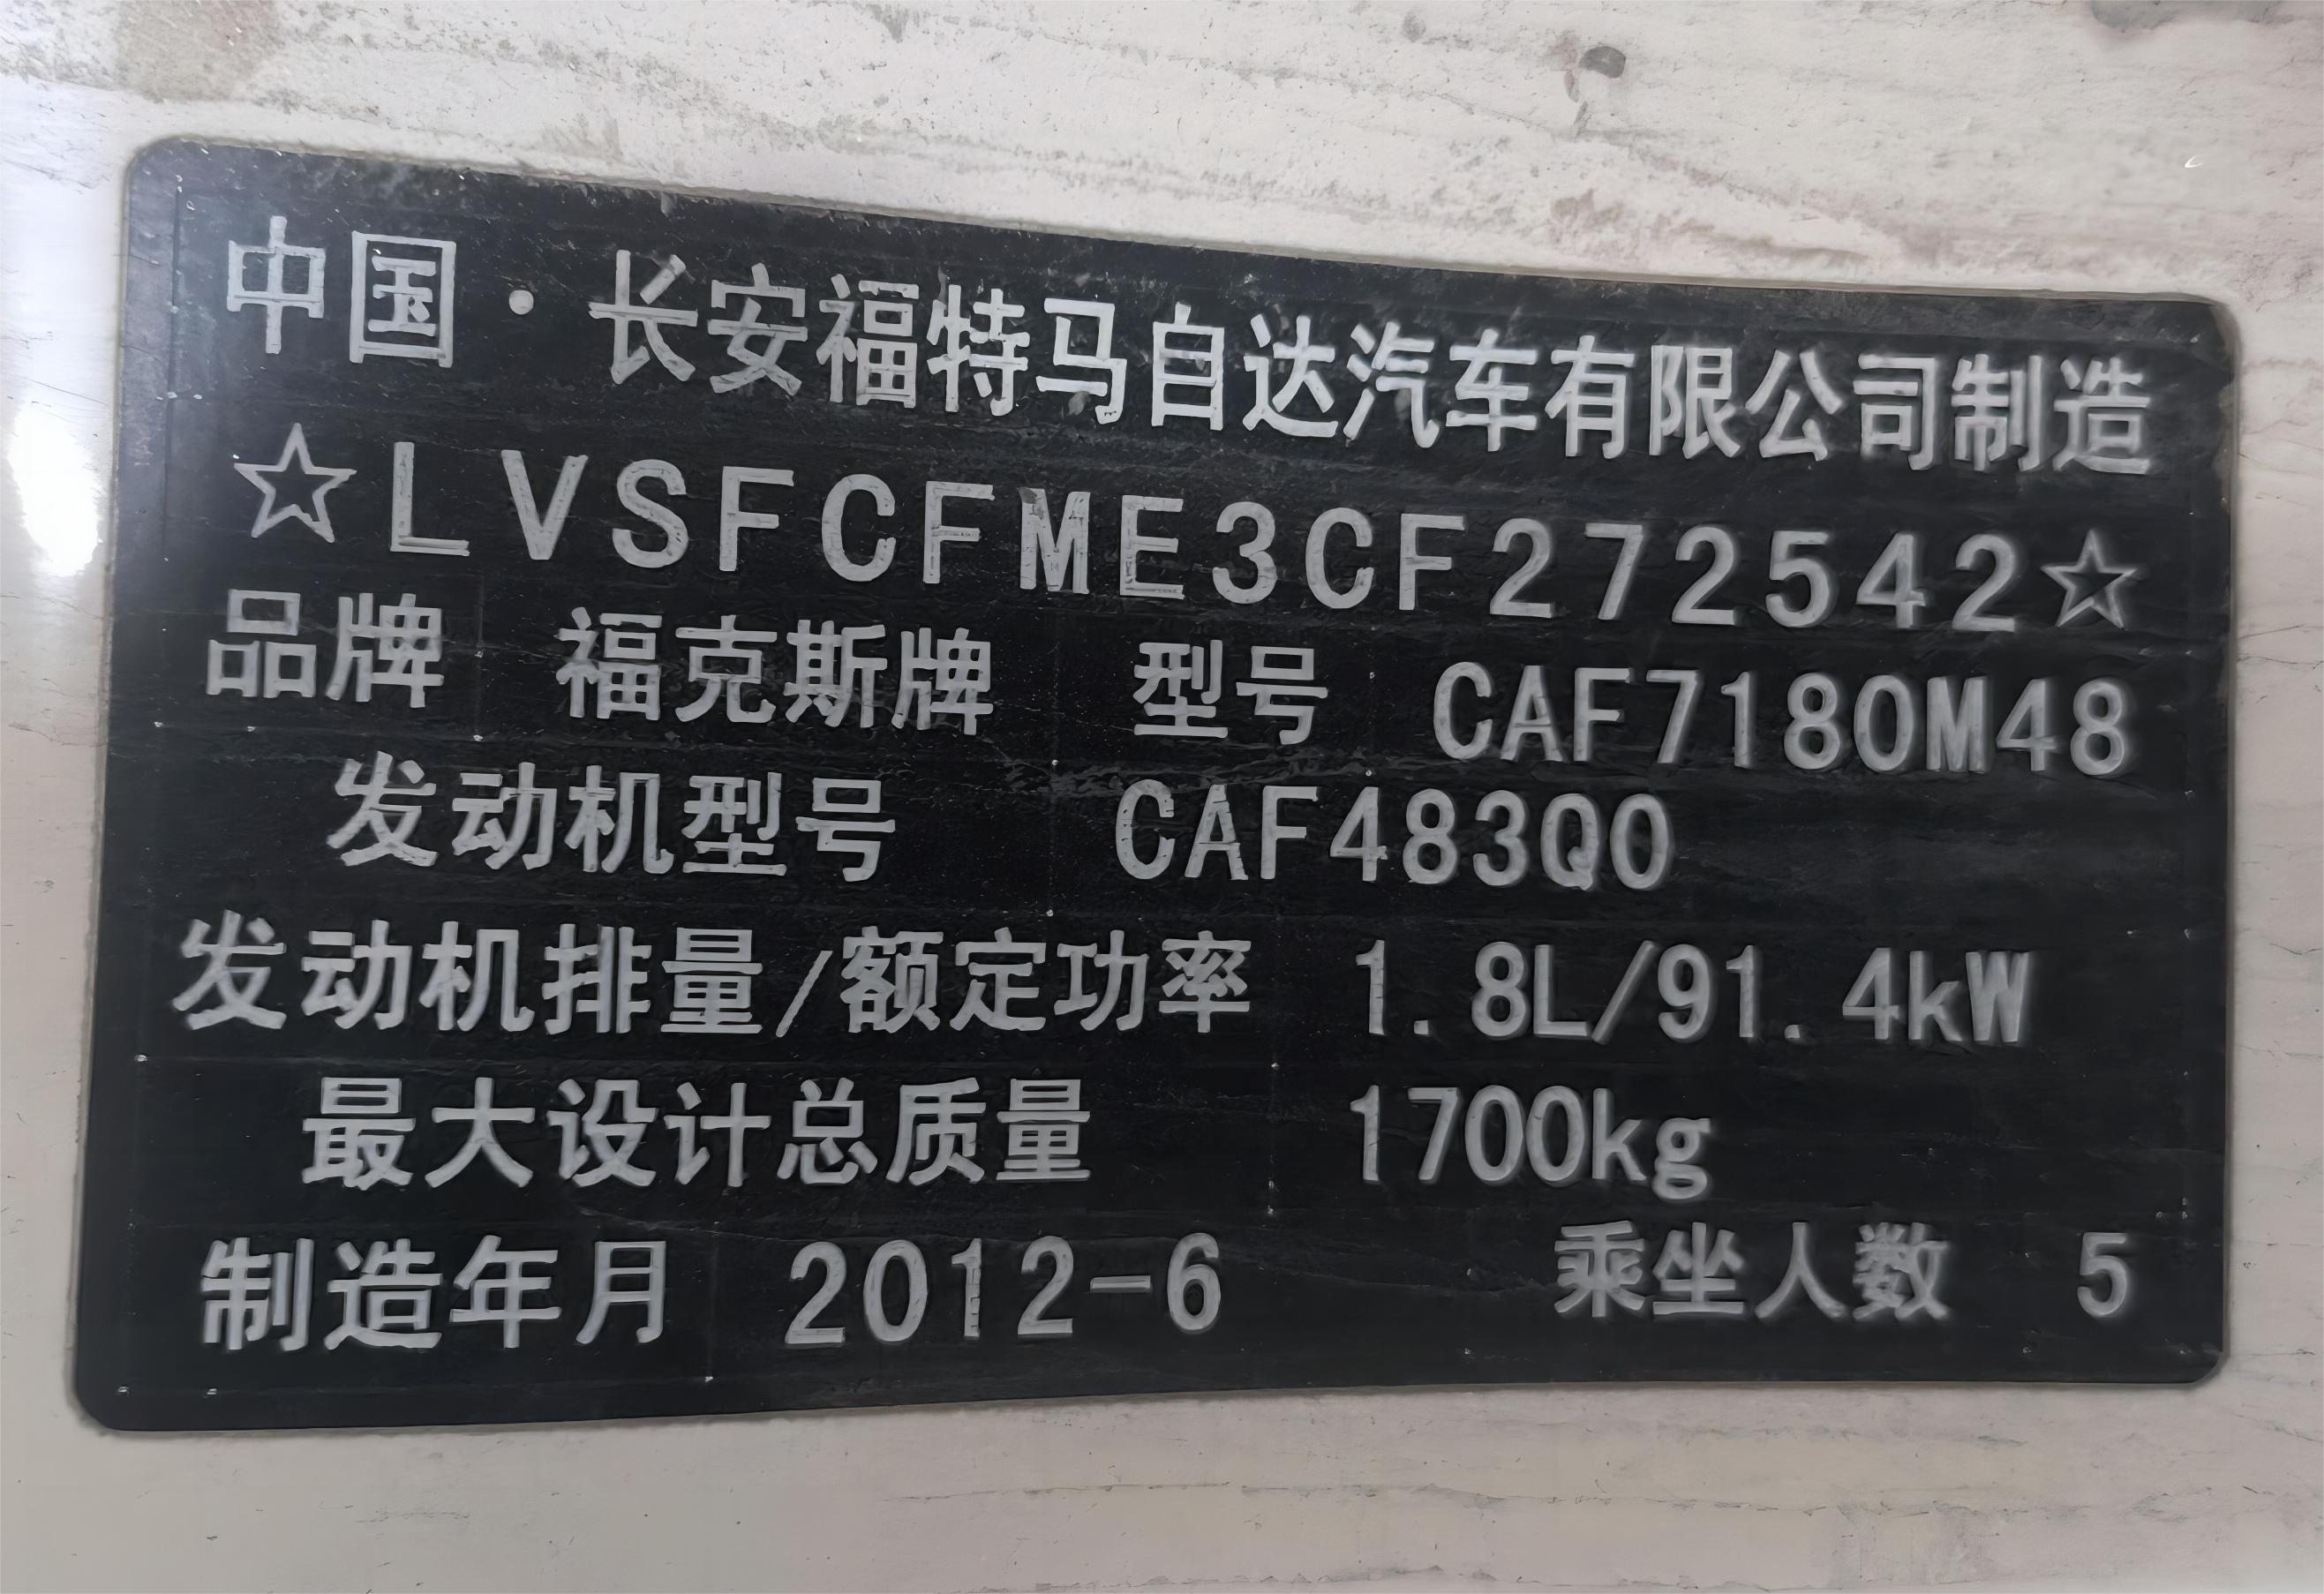 中国·长安福特马自达汽车有限公司制造
☆LVSFCFME3CF272542☆
品牌 福克斯牌 型号 CAF7180M48
发动机型号 CAF483Q0
发动机排量/额定功率 1.8L/91.4kW
最大设计总质量 1700kg
制造年月 2012-6 乘坐人数 5